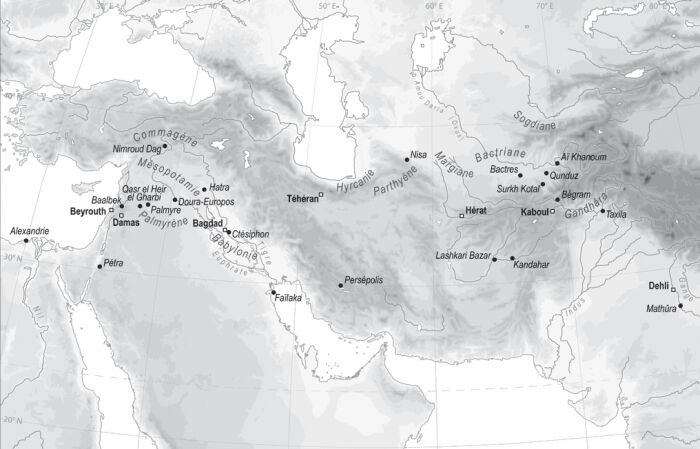 30° E
40° E
50° E
60° E
70° E
80° E
40° N
Amou Daria (Oxus)
Sogdiane
Commagène
Nimroud Dag
Nisa
Margiane
Bactriane
Aï Khanoum
Mésopotamie
Hyrcanie
Parthyène
Bactres
Qunduz
Qasr el Heir
el Gharbi
Hatra
Téhéran
Surkh Kotal
Baalbek
Palmyre
Doura-Europos
Bégram
Beyrouth
Damas
Palmyrène
Hérat
Kaboul
Gandhâra
Taxila
Bagdad
Ctésiphon
Alexandrie
Babylonie
Tigre
Euphrate
30° N
Pétra
Lashkari Bazar
Kandahar
Persépolis
Faïlaka
Dehli
Gange
Mathûra
Nil
Indus
20° N